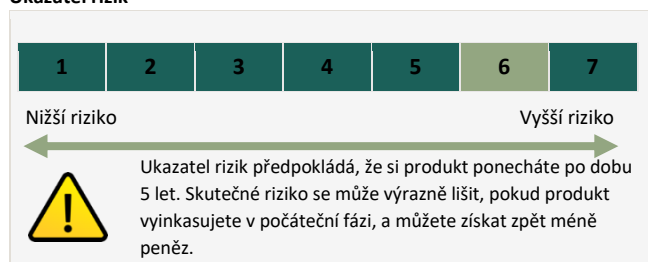 1 2 3 4 5 6 7
Nižší riziko Vyšší riziko
Ukazatel rizik předpokládá, že si produkt ponecháte po dobu
5 let. Skutečné riziko se může výrazně lišit, pokud produkt
vyinkasujete v počáteční fázi, a můžete získat zpět méně
peněz.